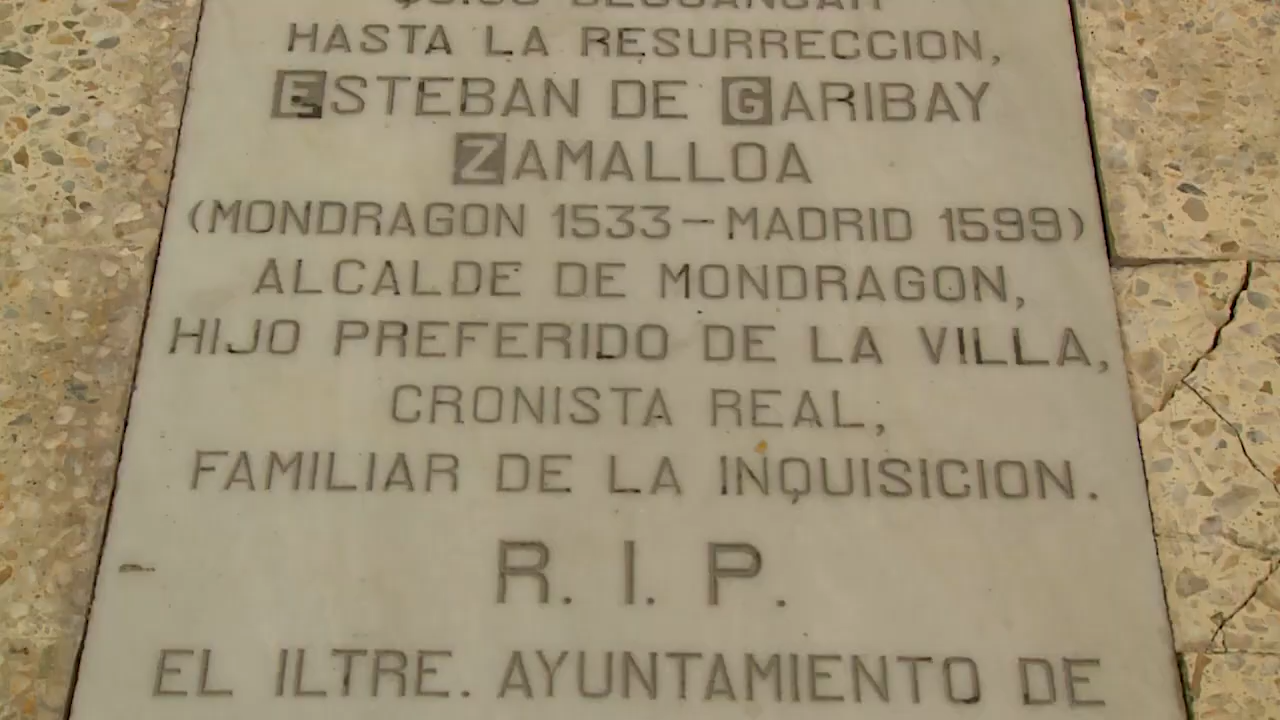 HASTA LA RESURRECCION,
ESTEBAN DE GARIBAY
ZAMALLOA
(MONDRAGON 1533-MADRID 1599)
ALCALDE DE MONDRAGON,
HIJO PREFERIDO DE LA VILLA,
CRONISTA REAL,
FAMILIAR DE LA INQUISICION.
R. I. P.
EL ILTRE. AYUNTAMIENTO DE